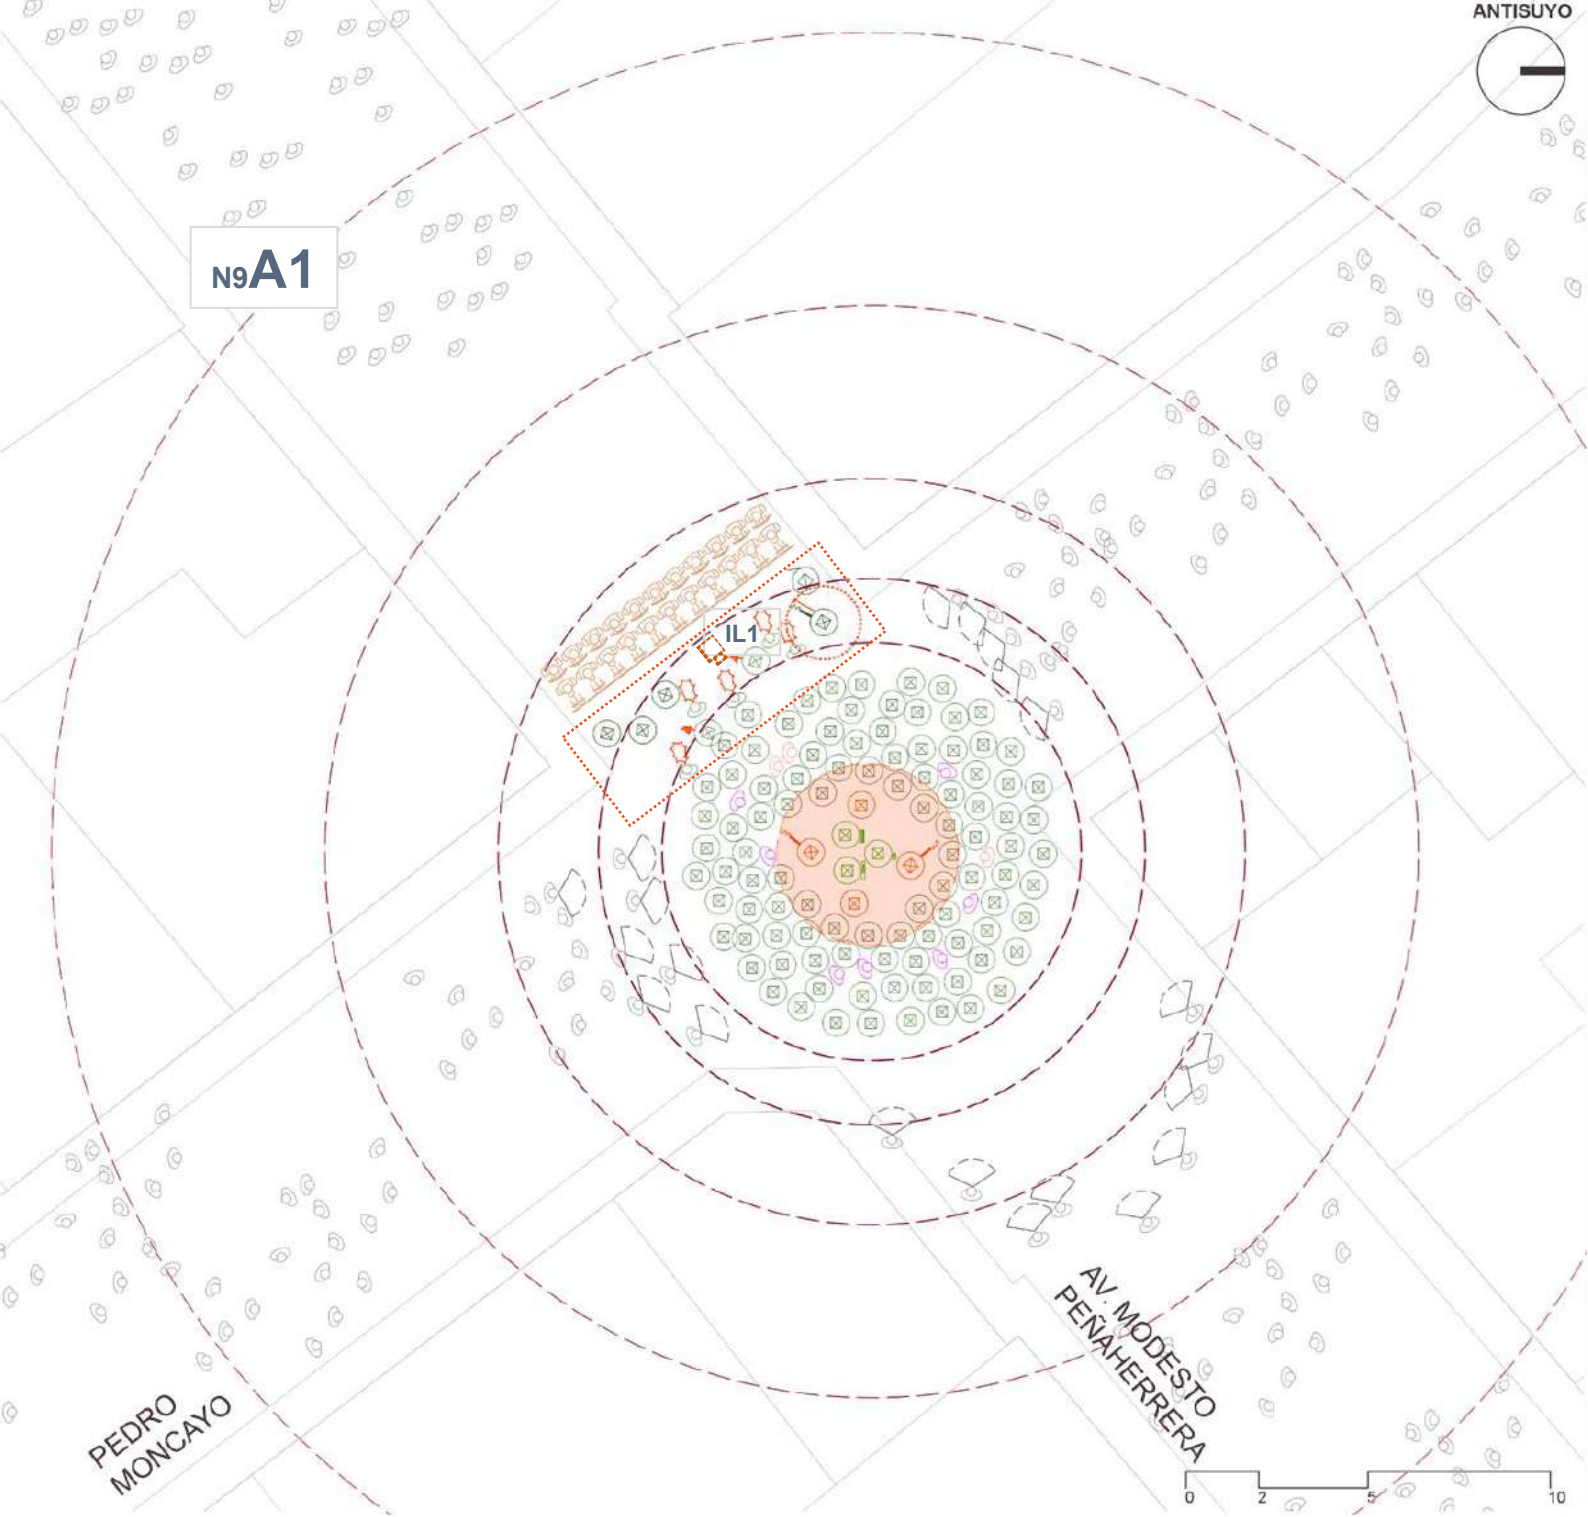 ANTISUYO
N9A1
IL1
AV. MODESTO
PEÑAHERRERA
PEDRO
MONCAYO
0 2 5 10